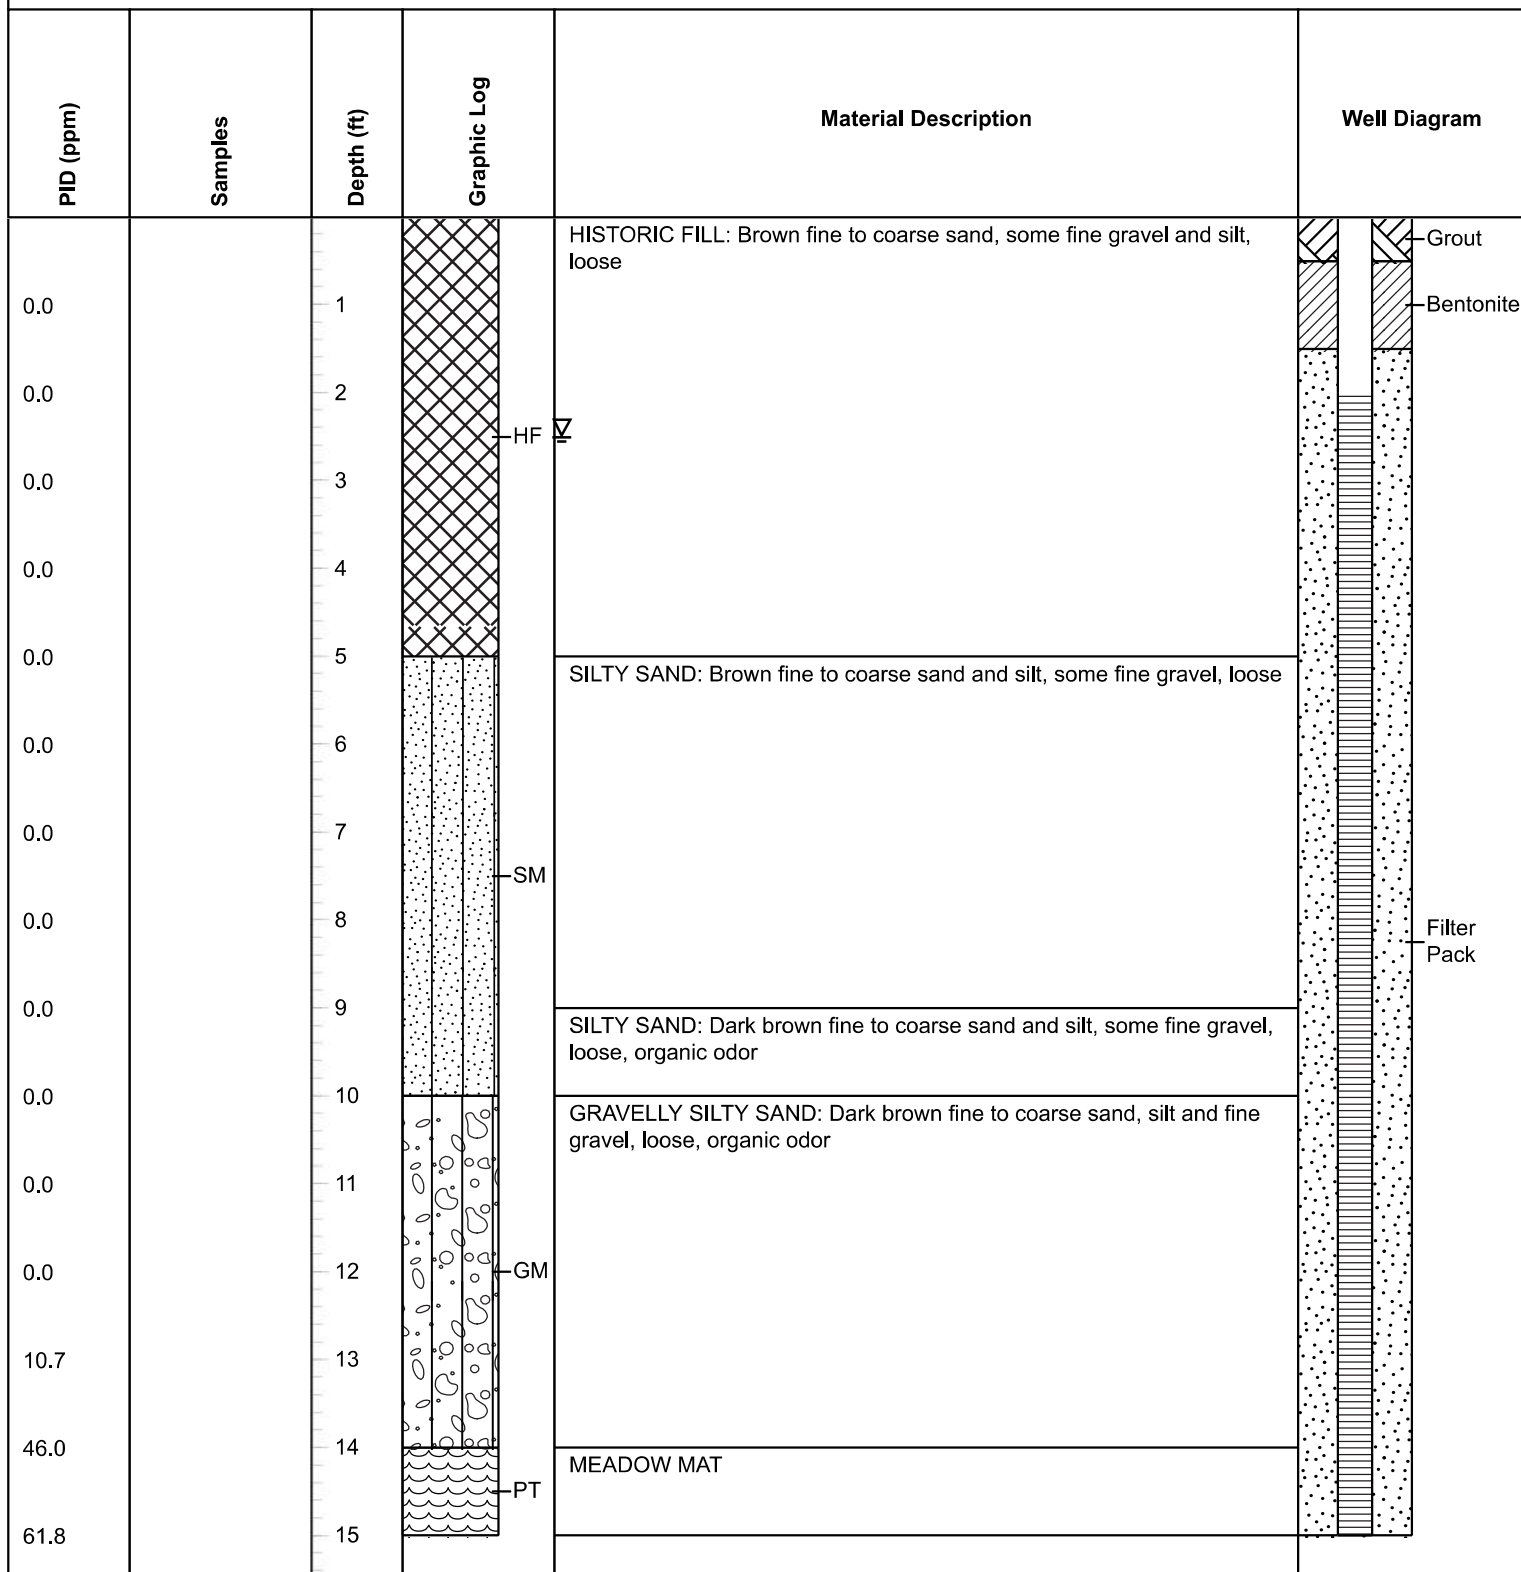 PID (ppm)
Samples
Depth (ft)
Graphic Log
Material Description
Well Diagram
HISTORIC FILL: Brown fine to coarse sand, some fine gravel and silt,
loose
Grout
0.0
1
Bentonite
0.0
2
HF
0.0
3
0.0
4
0.0
5
SILTY SAND: Brown fine to coarse sand and silt, some fine gravel, loose
0.0
6
0.0
7
SM
0.0
8
Filter
Pack
0.0
9
SILTY SAND: Dark brown fine to coarse sand and silt, some fine gravel,
loose, organic odor
0.0
10
GRAVELLY SILTY SAND: Dark brown fine to coarse sand, silt and fine
gravel, loose, organic odor
0.0
11
0.0
12
GM
10.7
13
46.0
14
MEADOW MAT
PT
61.8
15